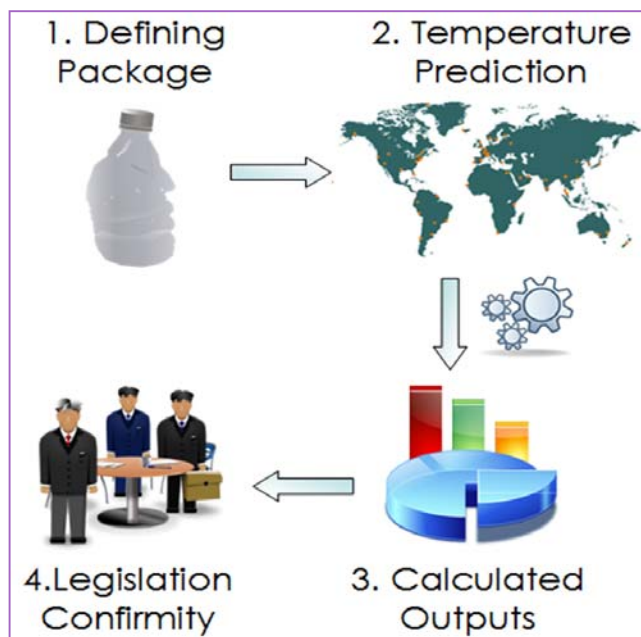 1. Defining
Package
2. Temperature
Prediction
4.Legislation
Confirmity
3. Calculated
Outputs